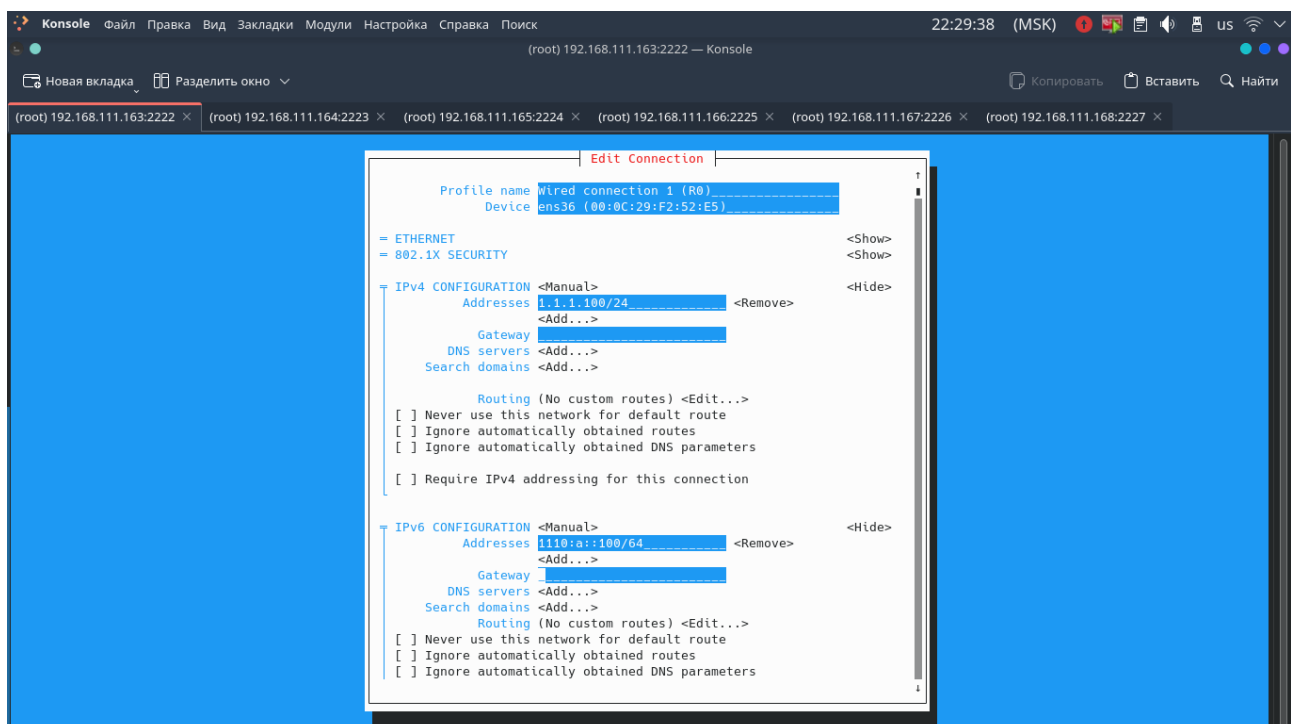 Konsole Файл Правка Вид Закладки Модули Настройка Справка Поиск 22:29:38 (MSK) us
(root) 192.168.111.163:2222 — Konsole
Новая вкладка Разделить окно Копировать Вставить Найти
(root) 192.168.111.163:2222 × (root) 192.168.111.164:2223 × (root) 192.168.111.165:2224 × (root) 192.168.111.166:2225 × (root) 192.168.111.167:2226 × (root) 192.168.111.168:2227 ×
Edit Connection
Profile name Wired connection 1 (R0)_________________
Device ens36 (00:0C:29:F2:52:E5)_______________
= ETHERNET <Show>
= 802.1X SECURITY <Show>
IPv4 CONFIGURATION <Manual> <Hide>
Addresses 1.1.1.100/24_____________ <Remove>
<Add...>
Gateway _________________________
DNS servers <Add...>
Search domains <Add...>
Routing (No custom routes) <Edit...>
[ ] Never use this network for default route
[ ] Ignore automatically obtained routes
[ ] Ignore automatically obtained DNS parameters
[ ] Require IPv4 addressing for this connection
IPv6 CONFIGURATION <Manual> <Hide>
Addresses 1110:a::100/64___________ <Remove>
<Add...>
Gateway _________________________
DNS servers <Add...>
Search domains <Add...>
Routing (No custom routes) <Edit...>
[ ] Never use this network for default route
[ ] Ignore automatically obtained routes
[ ] Ignore automatically obtained DNS parameters